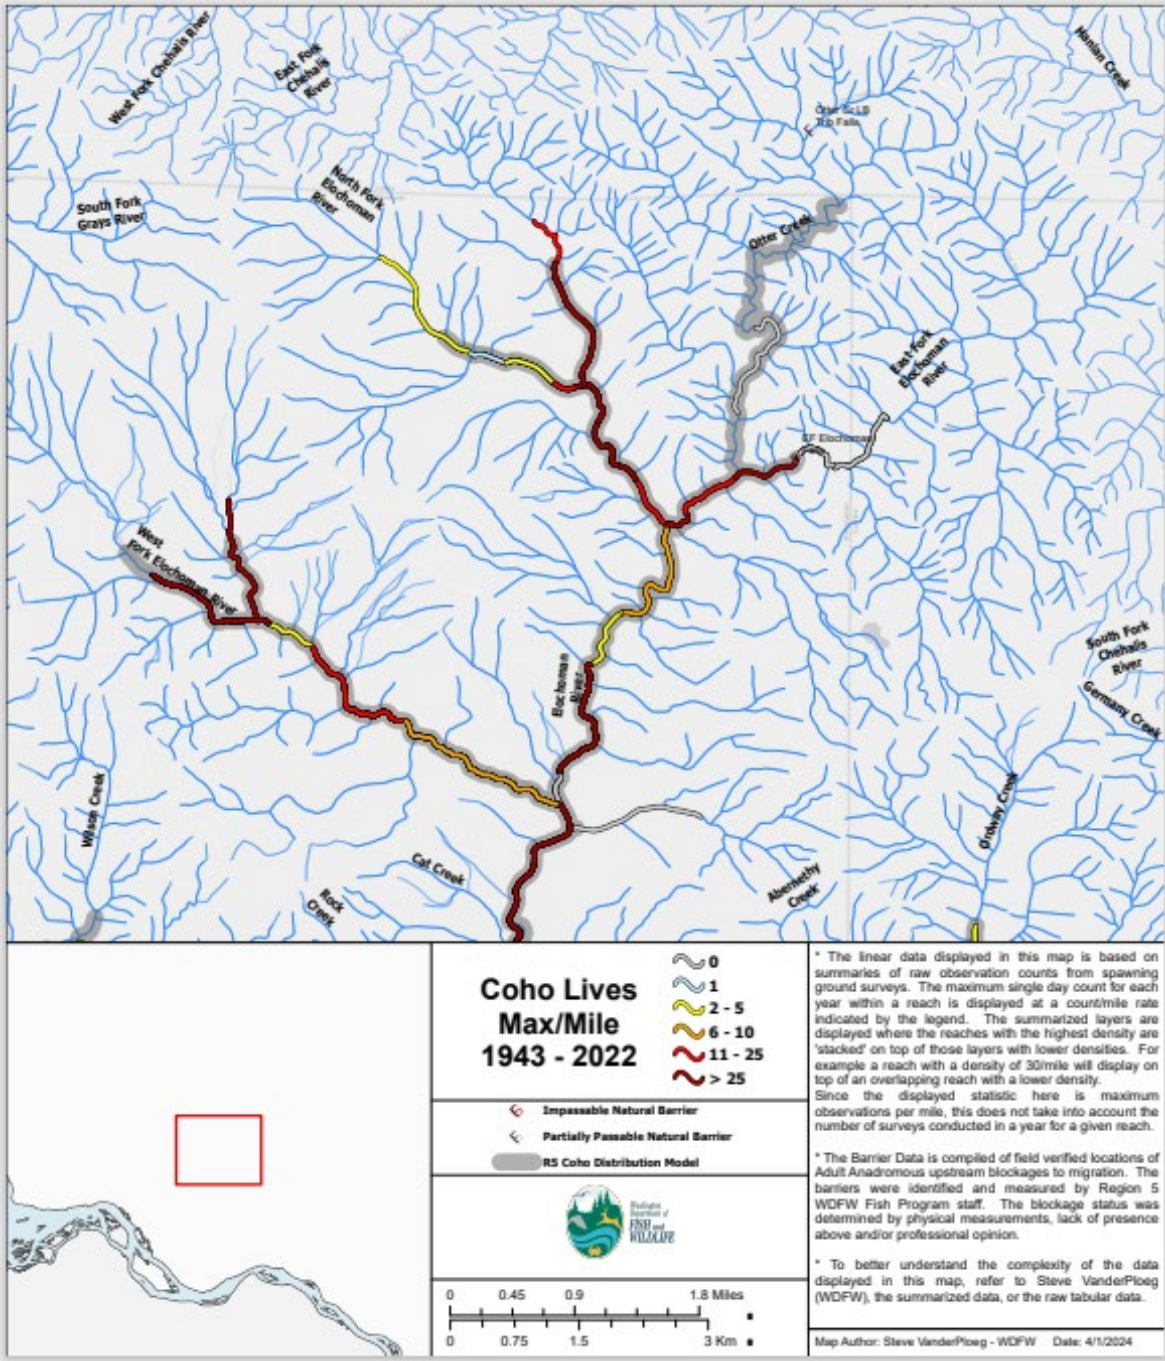 West Fork Chehalis River
East Fork
Chehalis
River
Hanlan Creek
Trip Falls
North Fork
Elochoman
River
South Fork
Grays River
Otter Creek
East Fork
Elochoman
River
EF Elochoman
West
Fork Elochoman River
Elochoman
River
South Fork
Chehalis
River
Germany Creek
Wilson Creek
Ordway Creek
Cat Creek
Rock
Creek
Abernethy
Creek
Coho Lives
Max/Mile
1943 - 2022
0
1
2 - 5
6 - 10
11 - 25
> 25
Impassable Natural Barrier
Partially Passable Natural Barrier
R5 Coho Distribution Model
Washington
Department of
FISH and
WILDLIFE
0 0.45 0.9 1.8 Miles
0 0.75 1.5 3 Km
* The linear data displayed in this map is based on
summaries of raw observation counts from spawning
ground surveys. The maximum single day count for each
year within a reach is displayed at a count/mile rate
indicated by the legend. The summarized layers are
displayed where the reaches with the highest density are
'stacked' on top of those layers with lower densities. For
example a reach with a density of 30/mile will display on
top of an overlapping reach with a lower density.
Since the displayed statistic here is maximum
observations per mile, this does not take into account the
number of surveys conducted in a year for a given reach.
* The Barrier Data is compiled of field verified locations of
Adult Anadromous upstream blockages to migration. The
barriers were identified and measured by Region 5
WDFW Fish Program staff. The blockage status was
determined by physical measurements, lack of presence
above and/or professional opinion.
* To better understand the complexity of the data
displayed in this map, refer to Steve VanderPloeg
(WDFW), the summarized data, or the raw tabular data.
Map Author: Steve VanderPloeg - WDFW Date: 4/1/2024